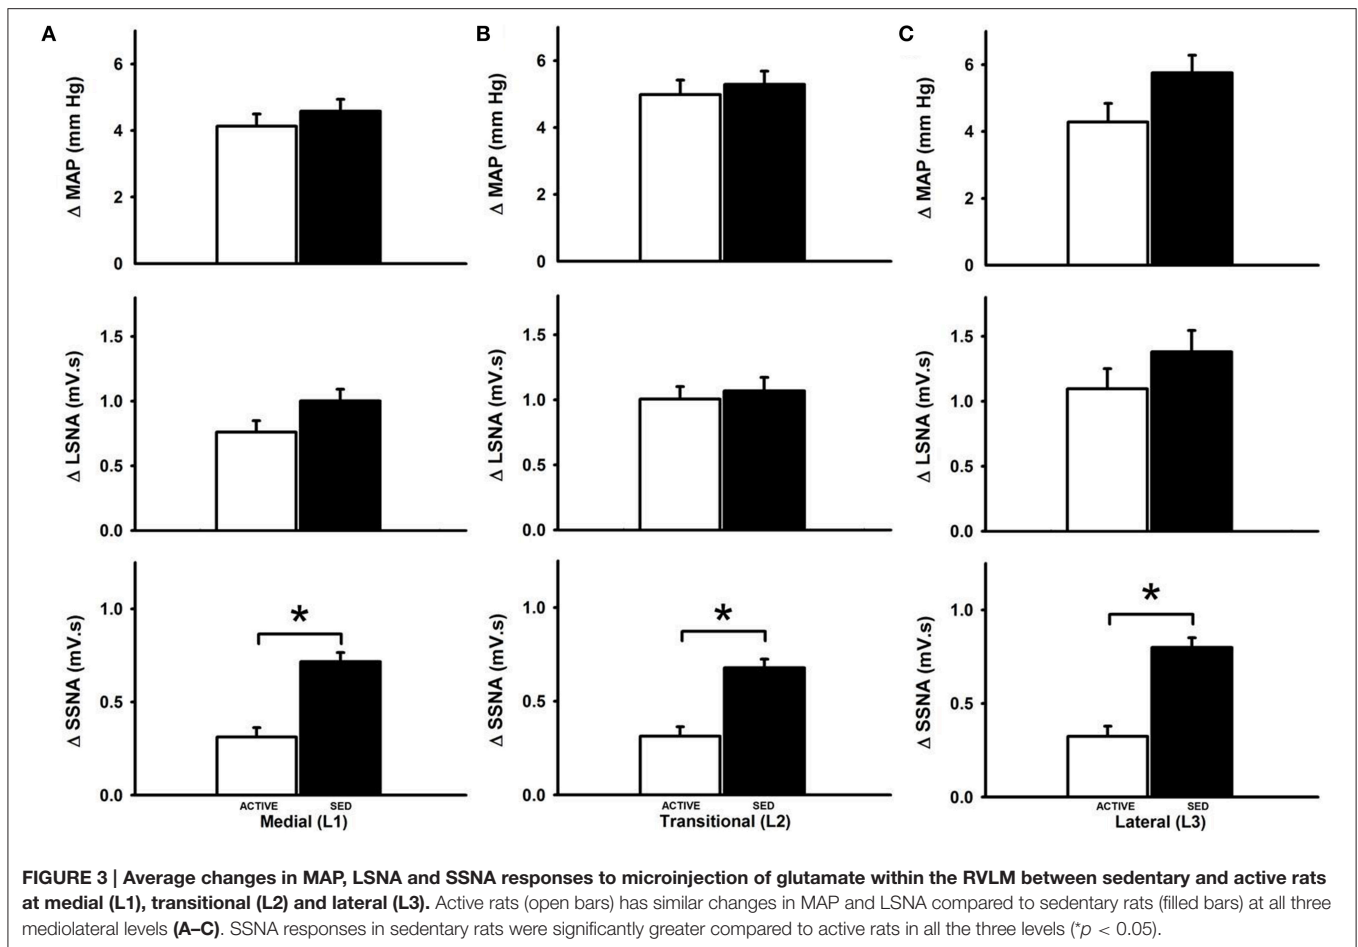 A
B
C
Δ MAP (mm Hg)
6
4
2
0
Δ MAP (mm Hg)
6
4
2
0
Δ MAP (mm Hg)
6
4
2
0
Δ LSNA (mV.s)
1.5
1.0
0.5
0.0
Δ LSNA (mV.s)
1.5
1.0
0.5
0.0
Δ LSNA (mV.s)
1.5
1.0
0.5
0.0
Δ SSNA (mV.s)
1.0
0.5
0.0
*
ACTIVE SED
Medial (L1)
Δ SSNA (mV.s)
1.0
0.5
0.0
*
ACTIVE SED
Transitional (L2)
Δ SSNA (mV.s)
1.0
0.5
0.0
*
ACTIVE SED
Lateral (L3)
FIGURE 3 | Average changes in MAP, LSNA and SSNA responses to microinjection of glutamate within the RVLM between sedentary and active rats
at medial (L1), transitional (L2) and lateral (L3). Active rats (open bars) has similar changes in MAP and LSNA compared to sedentary rats (filled bars) at all three
mediolateral levels (A–C). SSNA responses in sedentary rats were significantly greater compared to active rats in all the three levels (*p < 0.05).